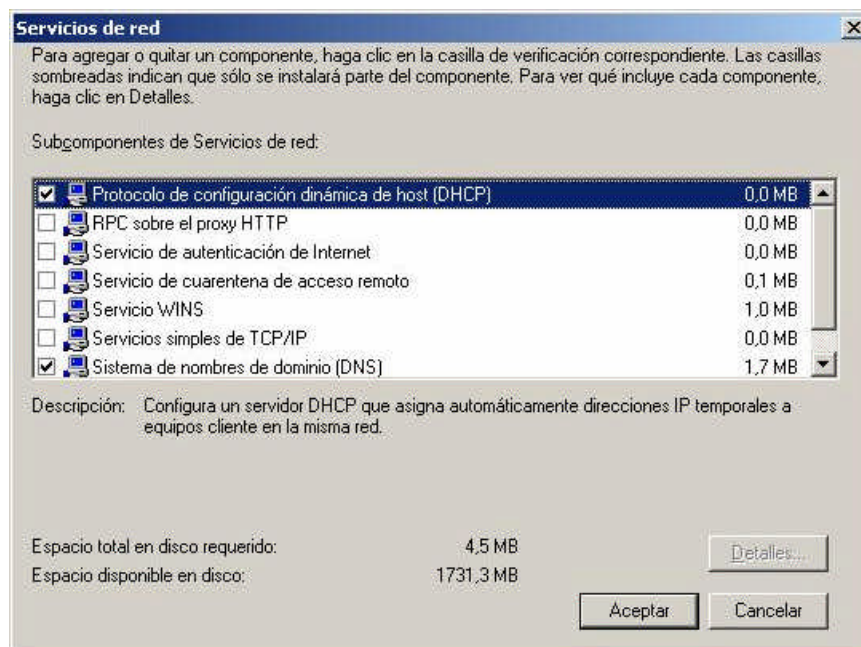 Servicios de red
Para agregar o quitar un componente, haga clic en la casilla de verificación correspondiente. Las casillas
sombreadas indican que sólo se instalará parte del componente. Para ver qué incluye cada componente,
haga clic en Detalles.
Subcomponentes de Servicios de red:
Protocolo de configuración dinámica de host (DHCP) 0,0 MB
RPC sobre el proxy HTTP 0,0 MB
Servicio de autenticación de Internet 0,0 MB
Servicio de cuarentena de acceso remoto 0,1 MB
Servicio WINS 1,0 MB
Servicios simples de TCP/IP 0,0 MB
Sistema de nombres de dominio (DNS) 1,7 MB
Descripción: Configura un servidor DHCP que asigna automáticamente direcciones IP temporales a
equipos cliente en la misma red.
Espacio total en disco requerido: 4,5 MB
Detalles...
Espacio disponible en disco: 1731,3 MB
Aceptar Cancelar